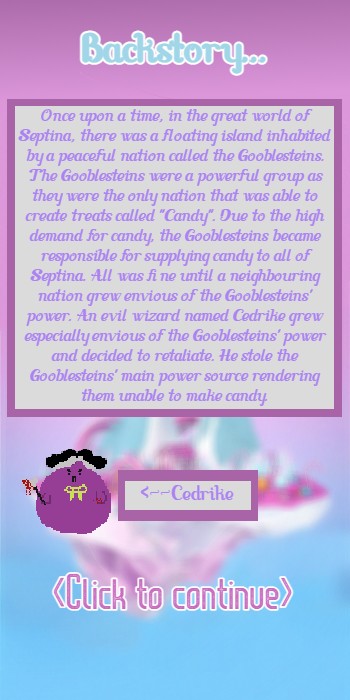 Backstory...
Once upon a time, in the great world of
Septina, there was a floating island inhabited
by a peaceful nation called the Gooblesteins.
The Gooblesteins were a powerful group as
they were the only nation that was able to
create treats called "Candy". Due to the high
demand for candy, the Gooblesteins became
responsible for supplying candy to all of
Septina. All was fine until a neighbouring
nation grew envious of the Gooblesteins'
power. An evil wizard named Cedrike grew
especially envious of the Gooblesteins' power
and decided to retaliate. He stole the
Gooblesteins' main power source rendering
them unable to make candy.
<~~Cedrike
<Click to continue>